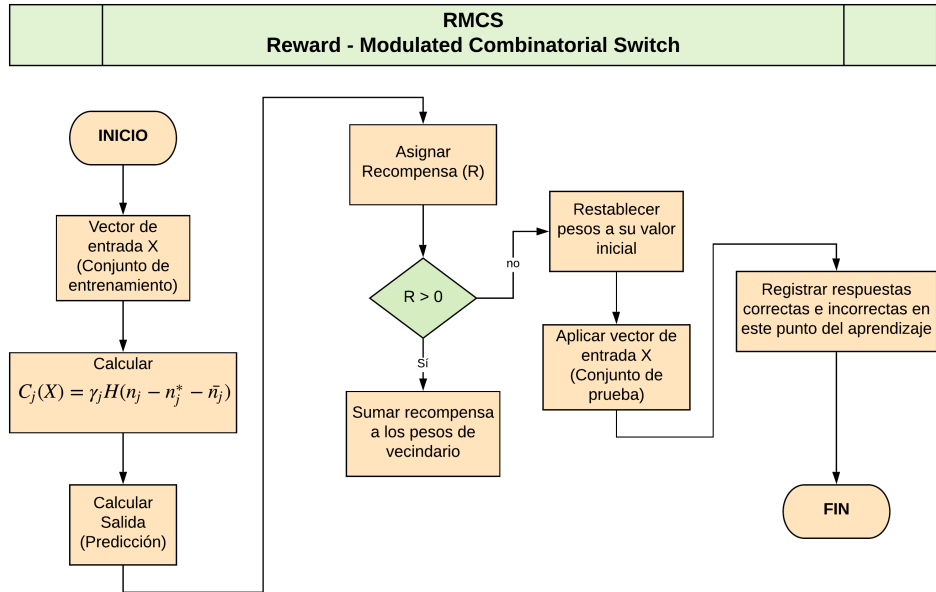 RMCS
Reward - Modulated Combinatorial Switch
INICIO
Vector de
entrada X
(Conjunto de
entrenamiento)
Calcular
C_j(X) = γ_j H(n_j − n_j^* − n̄_j)
Calcular
Salida
(Predicción)
Asignar
Recompensa (R)
R > 0
no
Sí
Sumar recompensa
a los pesos de
vecindario
Restablecer
pesos a su valor
inicial
Aplicar vector de
entrada X
(Conjunto de
prueba)
Registrar respuestas
correctas e incorrectas en
este punto del aprendizaje
FIN